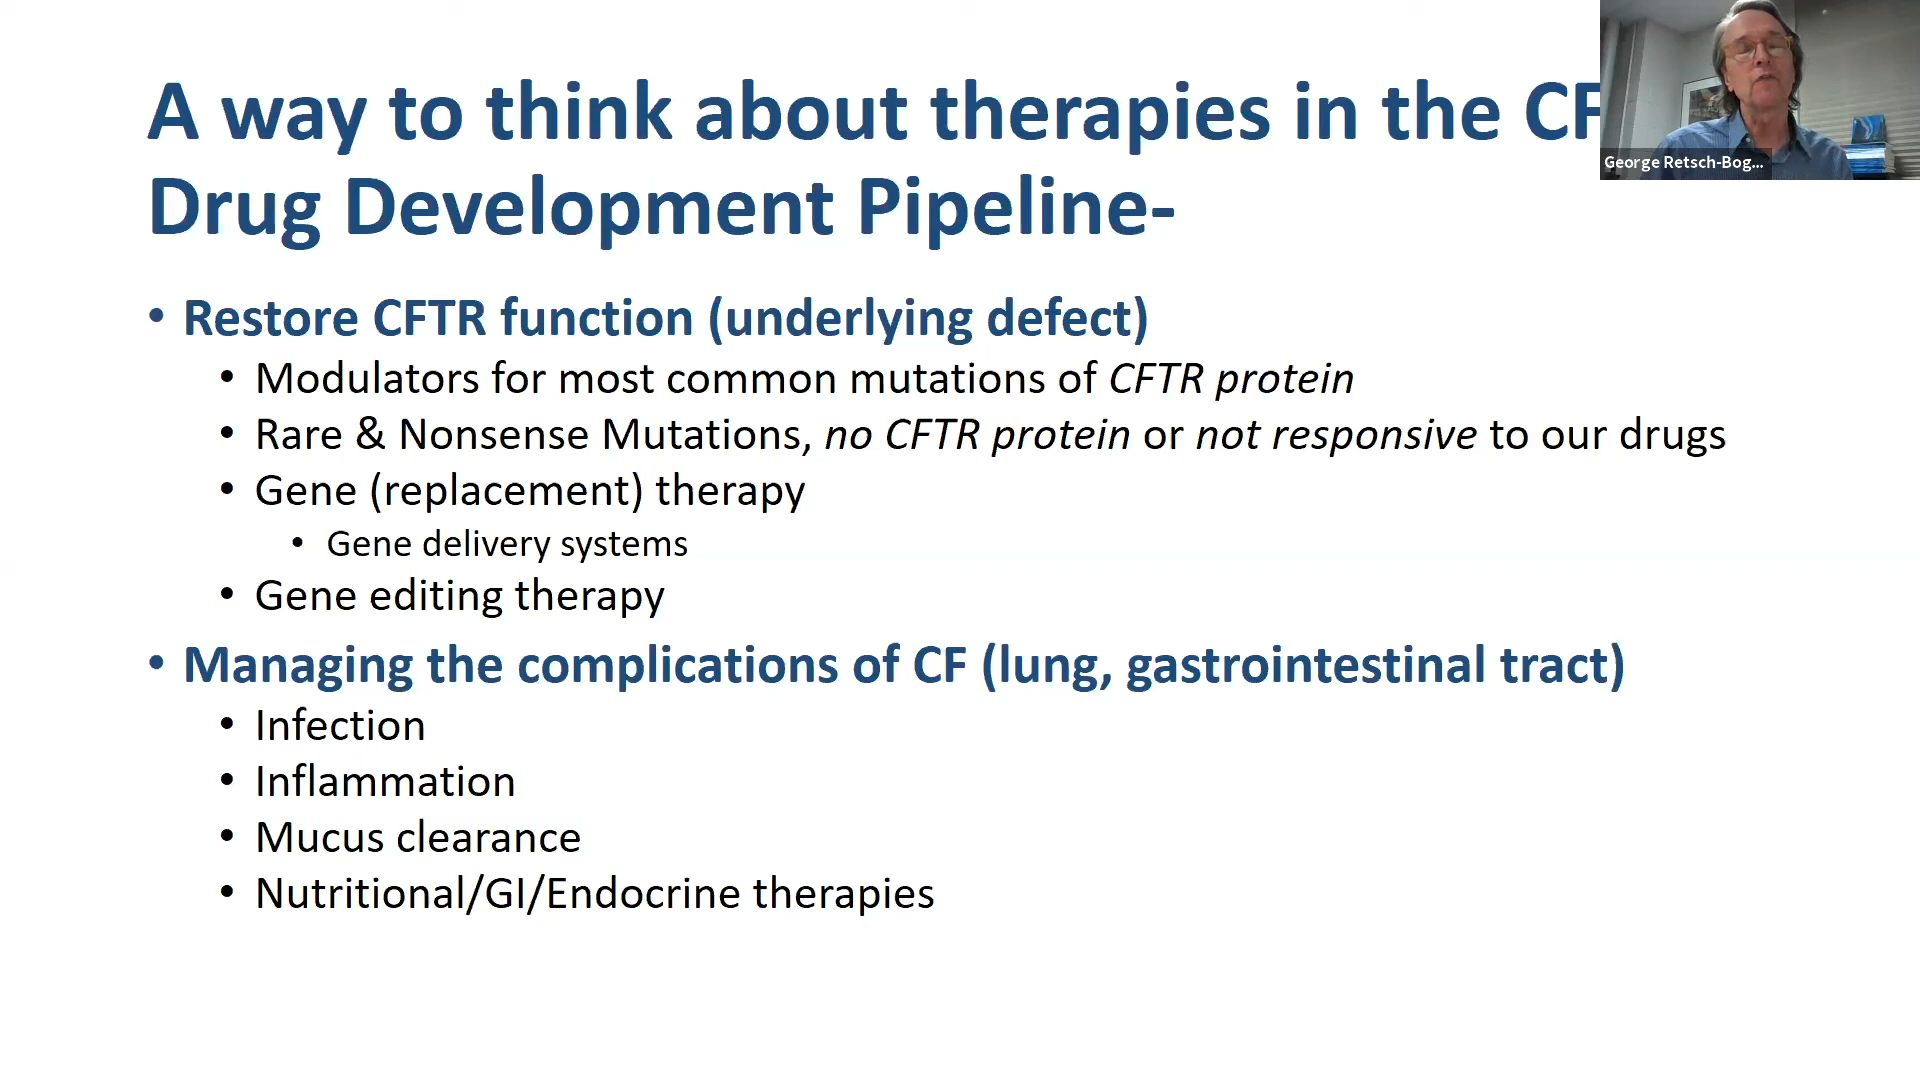 A way to think about therapies in the CF
Drug Development Pipeline-
George Retsch-Bog...
• Restore CFTR function (underlying defect)
• Modulators for most common mutations of CFTR protein
• Rare & Nonsense Mutations, no CFTR protein or not responsive to our drugs
• Gene (replacement) therapy
• Gene delivery systems
• Gene editing therapy
• Managing the complications of CF (lung, gastrointestinal tract)
• Infection
• Inflammation
• Mucus clearance
• Nutritional/GI/Endocrine therapies